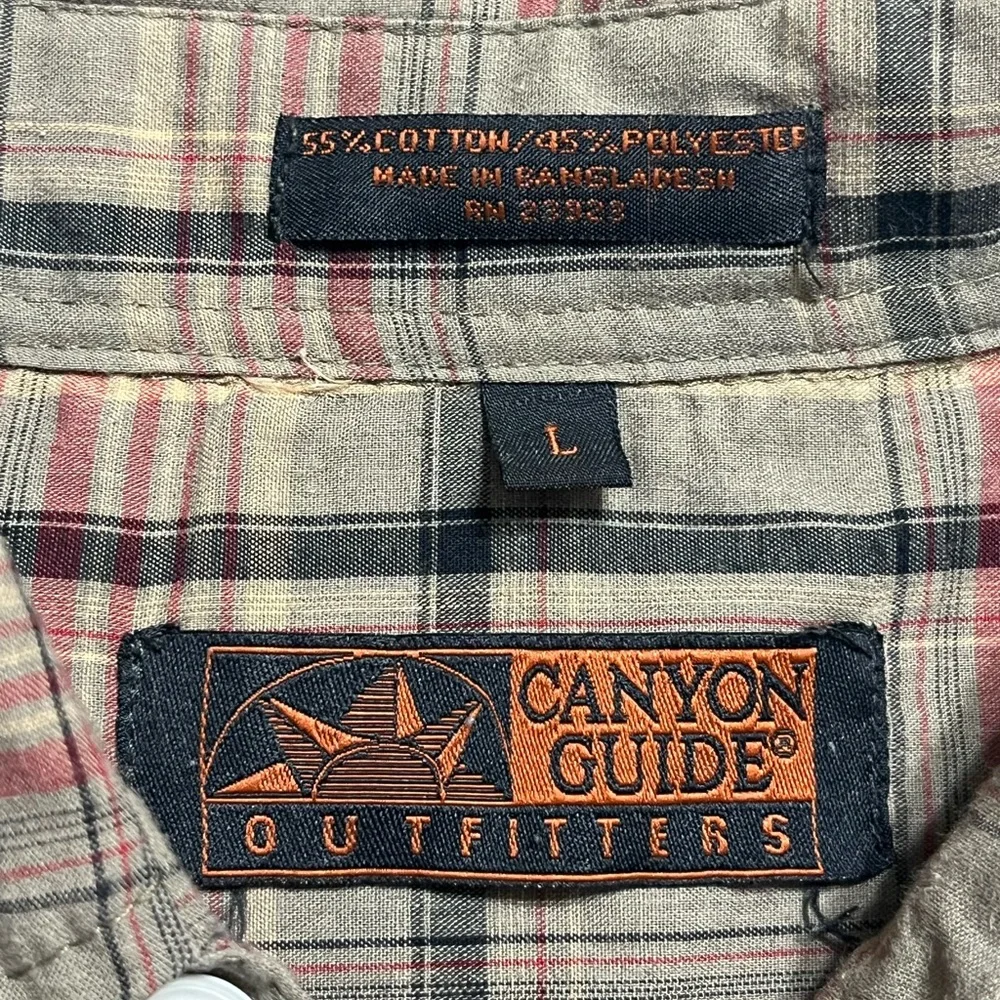 55% COTTON/45% POLYESTER
MADE IN BANGLADESH
RN 23923
L
CANYON
GUIDE®
OUTFITTERS